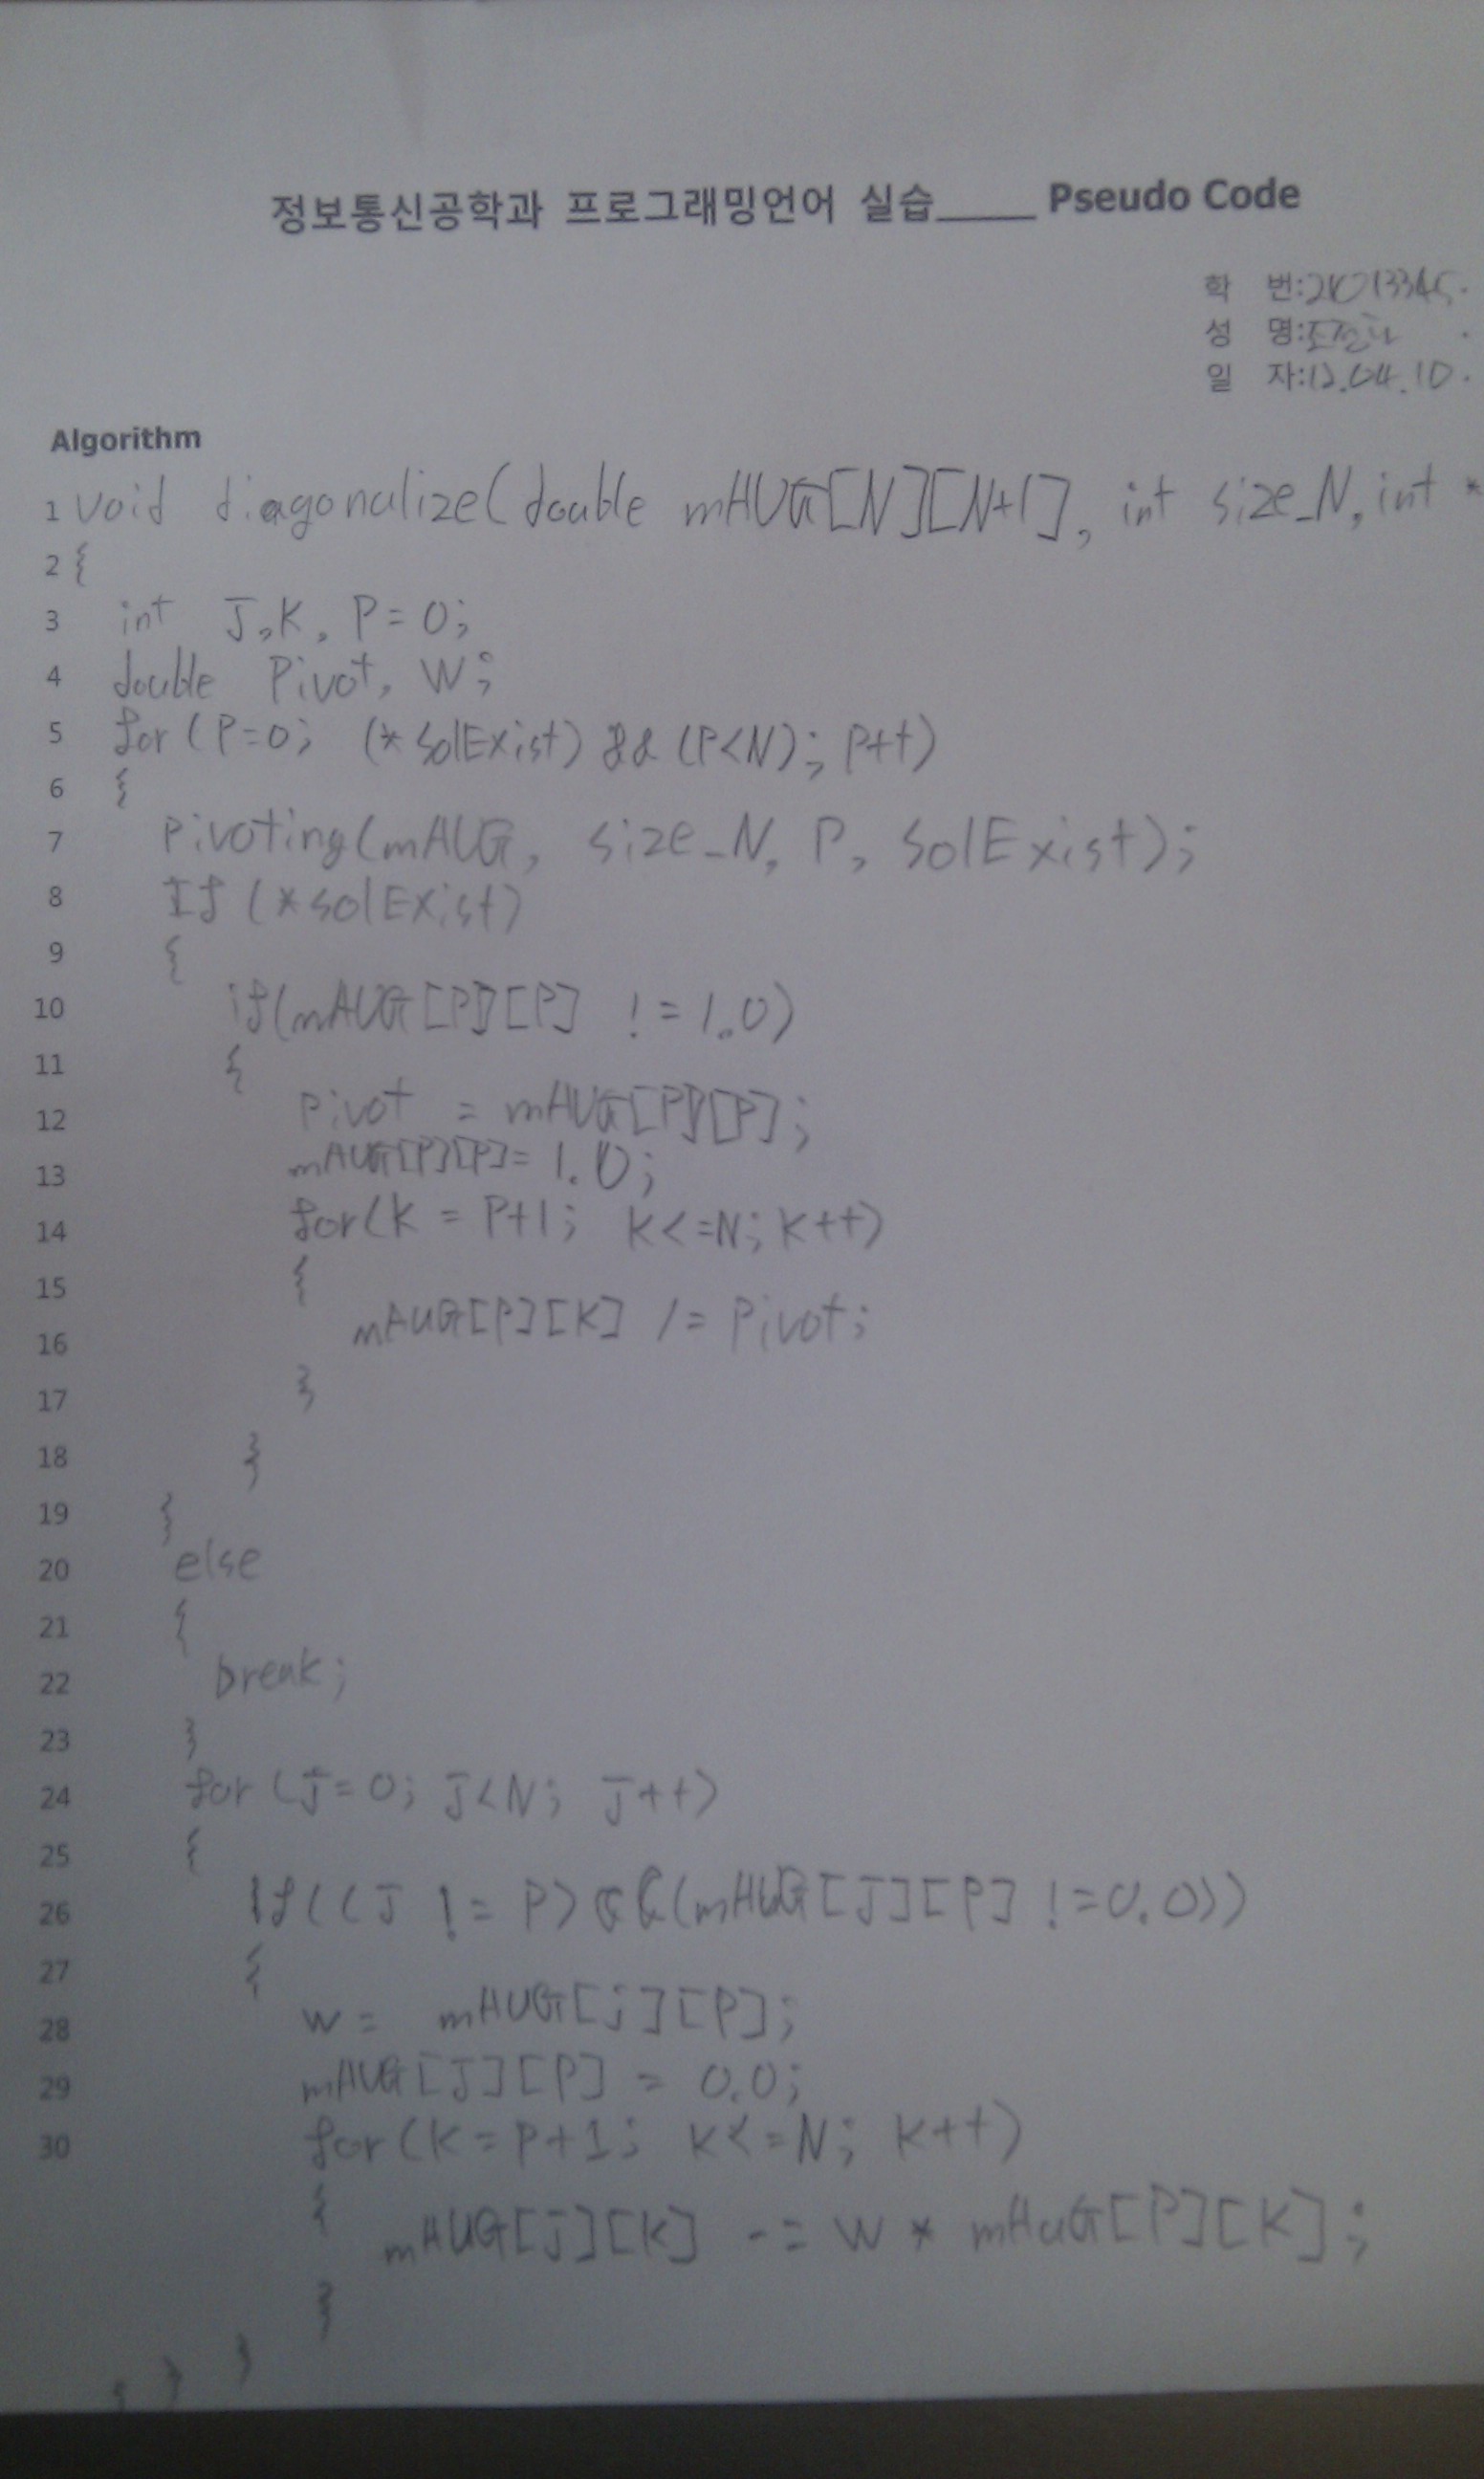 정보통신공학과 프로그래밍언어 실습_____ Pseudo Code
학 번:
성 명:
일 자:12.04.10.
Algorithm
1 void diagonalize(double mAUG[N][N+1], int size_N, int *
2 {
3 int J,K, P=0;
4 double Pivot, W;
5 for(P=0; (*SolExist) && (P<N); P++)
6 {
7 Pivoting(mAUG, size_N, P, SolExist);
8 If (*solExist)
9 {
10 if(mAUG[P][P] != 1.0)
11 {
12 Pivot = mAUG[P][P];
13 mAUG[P][P]= 1.0;
14 for(K = P+1; K<=N; K++)
15 {
16 mAUG[P][K] /= Pivot;
17 }
18 }
19 }
20 else
21 {
22 break;
23 }
24 for (J=0; J<N; J++)
25 {
26 If((J != P) &&(mAUG[J][P] !=0.0))
27 {
28 W = mAUG[j][P];
29 mAUG[J][P] = 0.0;
30 for(K=P+1; K<=N; K++)
{ mAUG[j][K] -= W * mAUG[P][K];
}
} } }